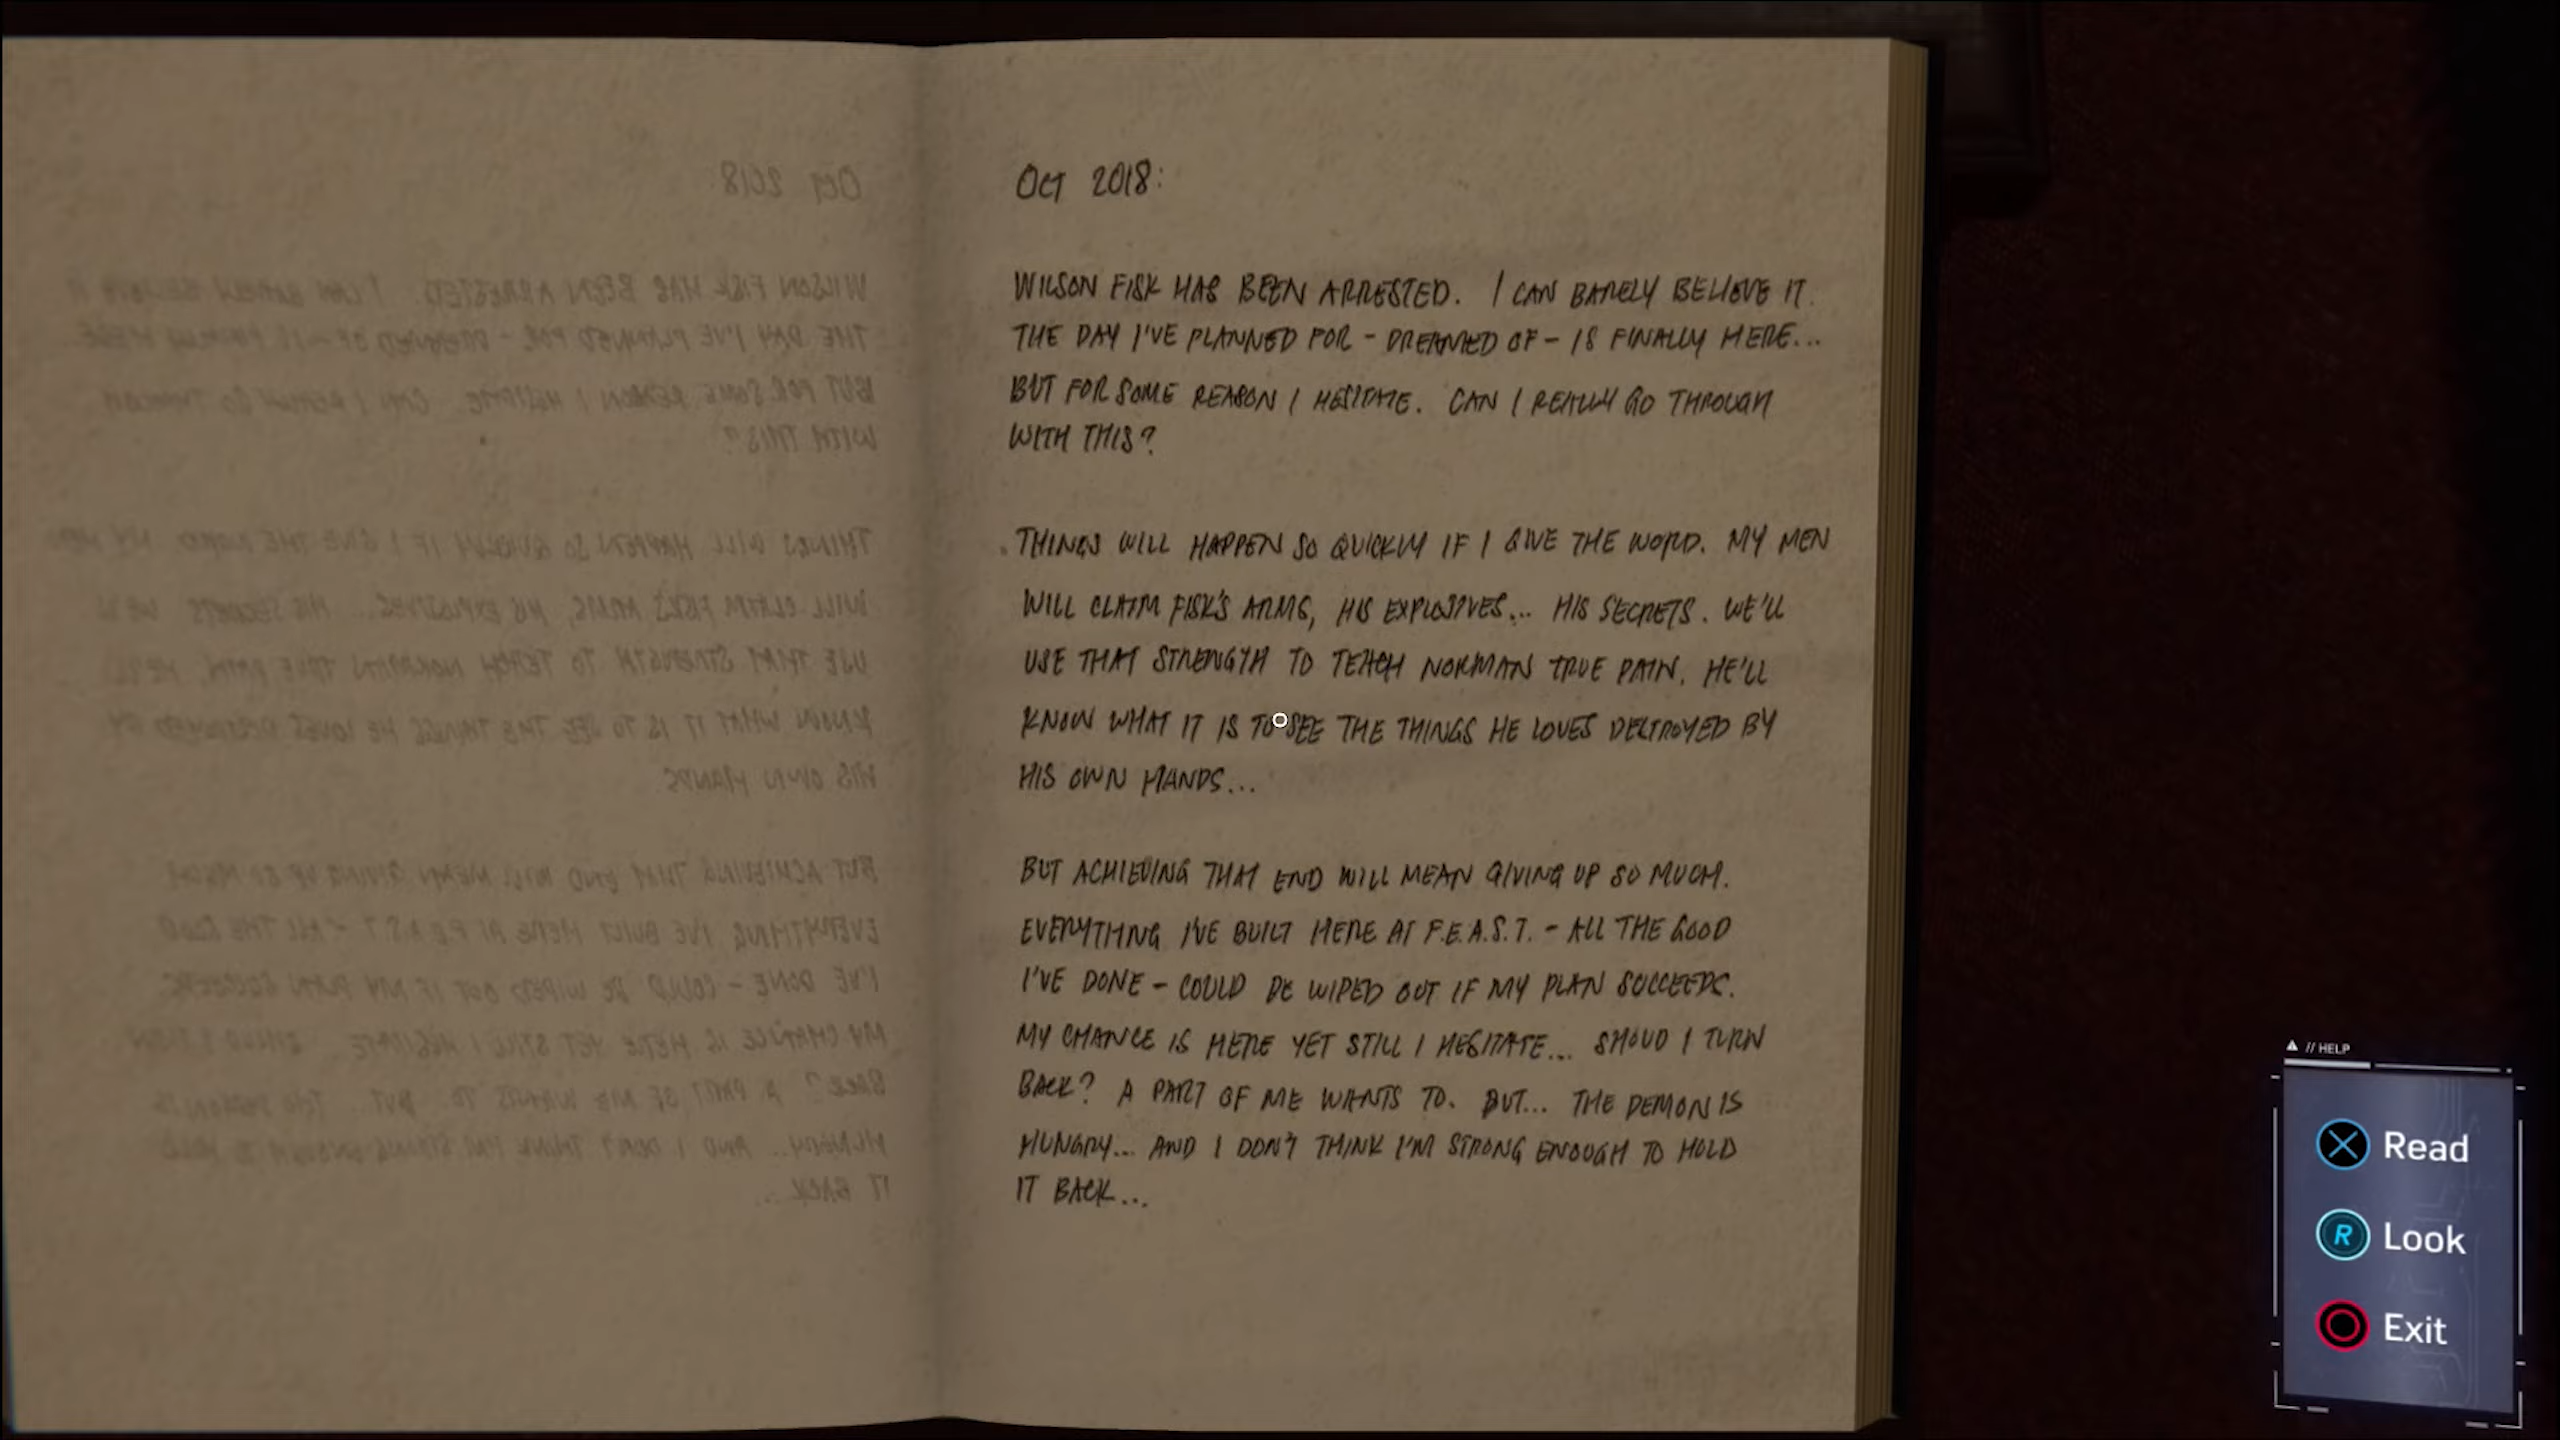 Oct 2018:
WILSON FISK HAS BEEN ARRESTED. I CAN BARELY BELIEVE IT.
THE DAY I'VE PLANNED FOR - DREAMED OF - IS FINALLY HERE...
BUT FOR SOME REASON I HESITATE. CAN I REALLY GO THROUGH
WITH THIS?
THINGS WILL HAPPEN SO QUICKLY IF I GIVE THE WORD. MY MEN
WILL CLAIM FISK'S ARMS, HIS EXPLOSIVES... HIS SECRETS. WE'LL
USE THAT STRENGTH TO TEACH NORMAN TRUE PAIN. HE'LL
KNOW WHAT IT IS TO SEE THE THINGS HE LOVES DESTROYED BY
HIS OWN HANDS...
BUT ACHIEVING THAT END WILL MEAN GIVING UP SO MUCH.
EVERYTHING I'VE BUILT HERE AT F.E.A.S.T. - ALL THE GOOD
I'VE DONE - COULD BE WIPED OUT IF MY PLAN SUCCEEDS.
MY CHANCE IS HERE YET STILL I HESITATE... SHOUD I TURN
BACK? A PART OF ME WANTS TO. BUT... THE DEMON IS
HUNGRY... AND I DON'T THINK I'M STRONG ENOUGH TO HOLD
IT BACK...
// HELP
Read
R Look
Exit